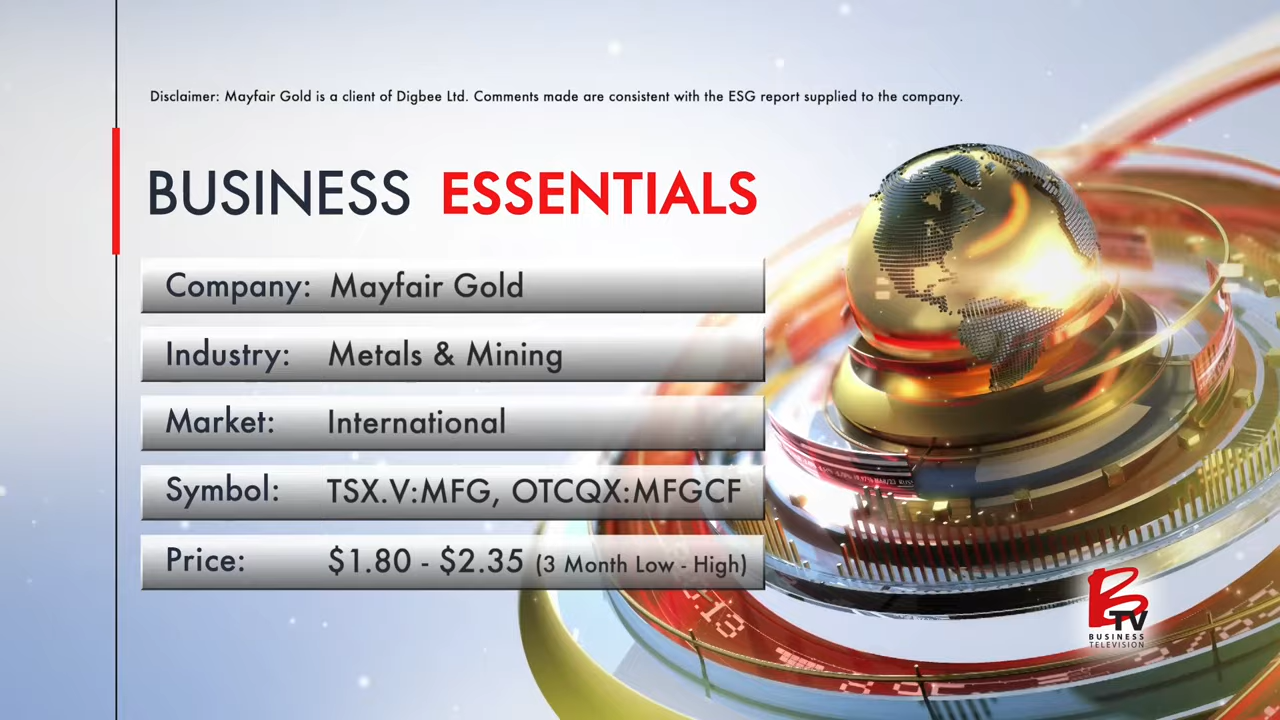 Disclaimer: Mayfair Gold is a client of Digbee Ltd. Comments made are consistent with the ESG report supplied to the company.
BUSINESS ESSENTIALS
Company: Mayfair Gold
Industry: Metals & Mining
Market: International
Symbol: TSX.V:MFG, OTCQX:MFGCF
Price: $1.80 - $2.35 (3 Month Low - High)
BTV
BUSINESS
TELEVISION